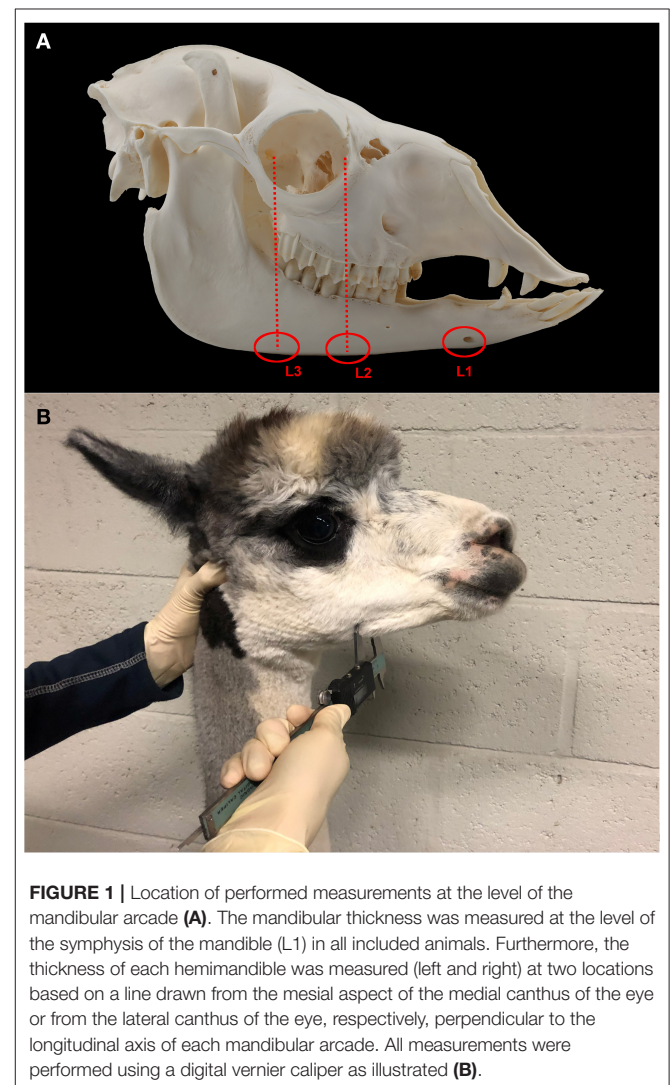 A
L3
L2
L1
B
FIGURE 1 | Location of performed measurements at the level of the
mandibular arcade (A). The mandibular thickness was measured at the level of
the symphysis of the mandible (L1) in all included animals. Furthermore, the
thickness of each hemimandible was measured (left and right) at two locations
based on a line drawn from the mesial aspect of the medial canthus of the eye
or from the lateral canthus of the eye, respectively, perpendicular to the
longitudinal axis of each mandibular arcade. All measurements were
performed using a digital vernier caliper as illustrated (B).